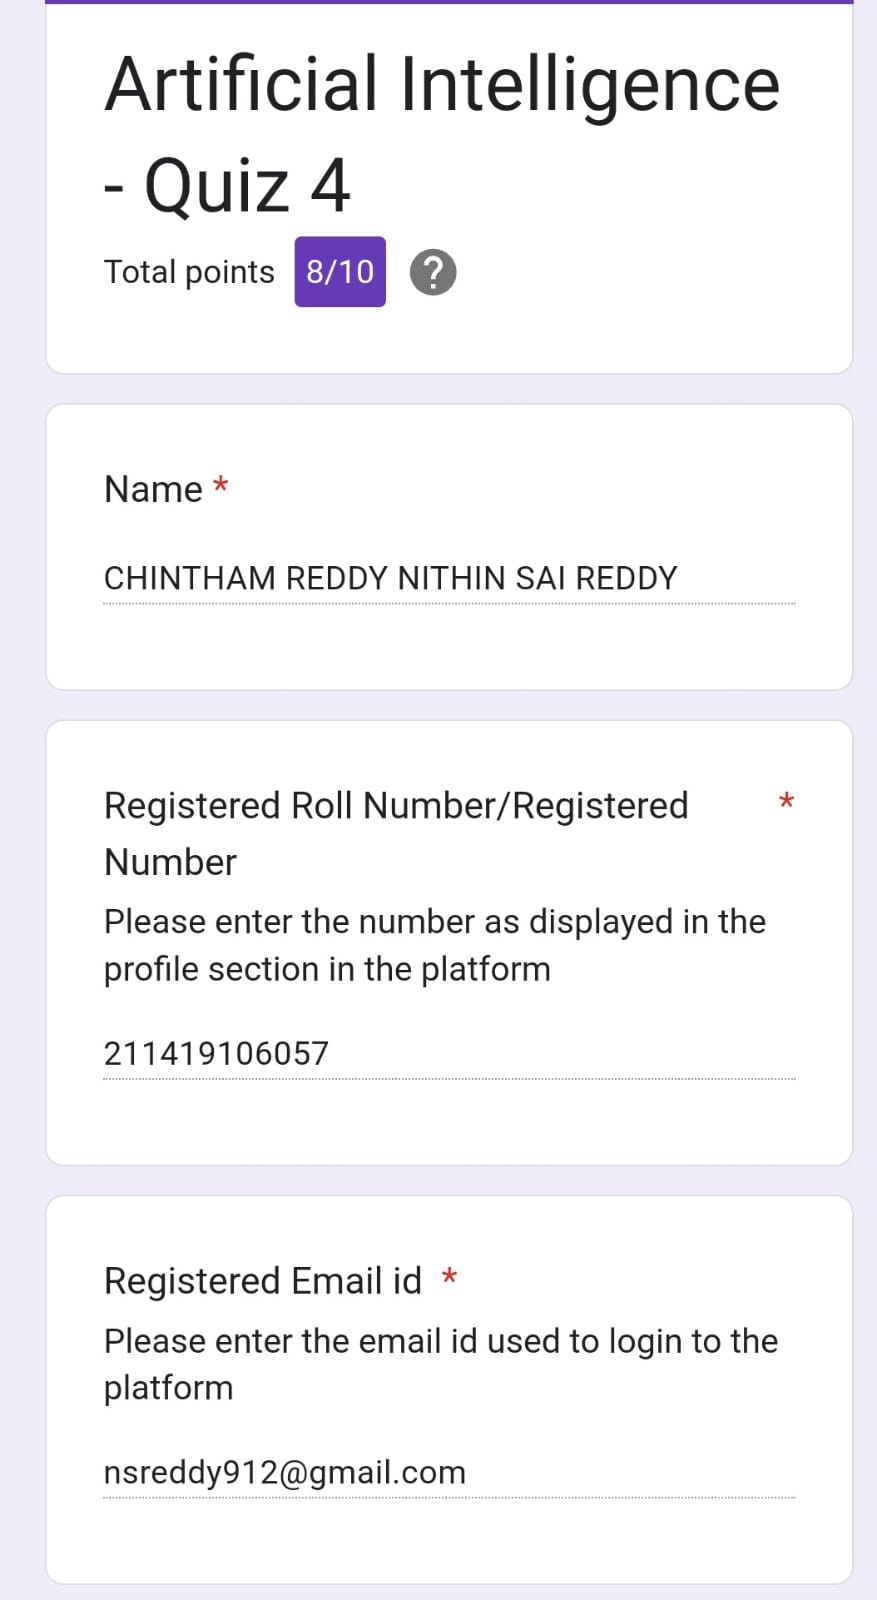 Artificial Intelligence
- Quiz 4
Total points 8/10 ?
Name *
CHINTHAM REDDY NITHIN SAI REDDY
Registered Roll Number/Registered *
Number
Please enter the number as displayed in the
profile section in the platform
211419106057
Registered Email id *
Please enter the email id used to login to the
platform
nsreddy912@gmail.com